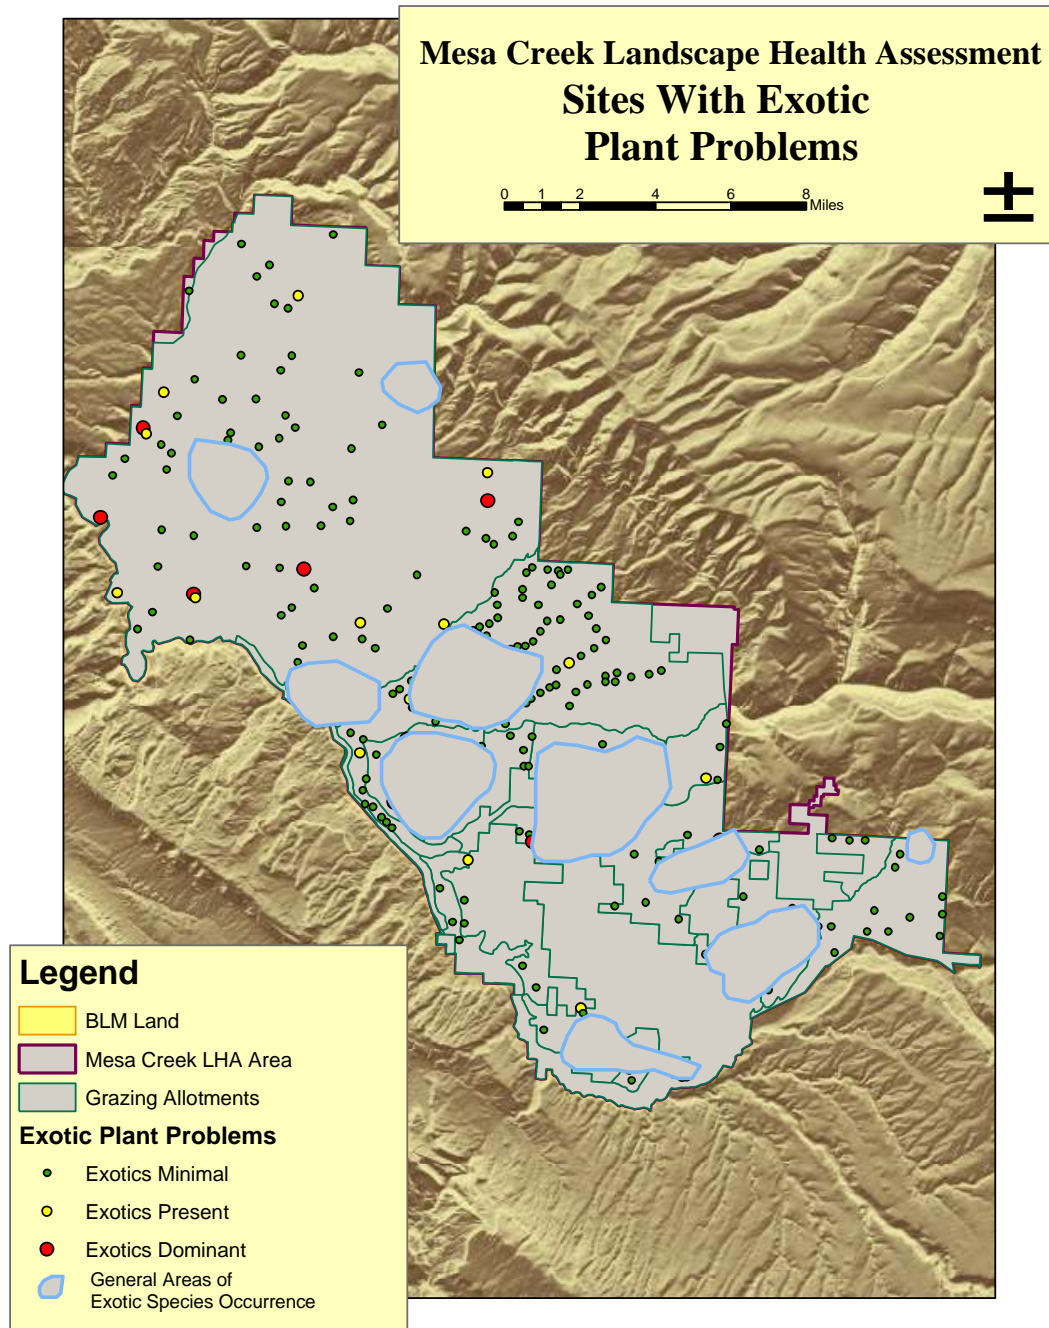 Mesa Creek Landscape Health Assessment
Sites With Exotic
Plant Problems
0 1 2 4 6 8
Miles
Legend
BLM Land
Mesa Creek LHA Area
Grazing Allotments
Exotic Plant Problems
Exotics Minimal
Exotics Present
Exotics Dominant
General Areas of
Exotic Species Occurrence